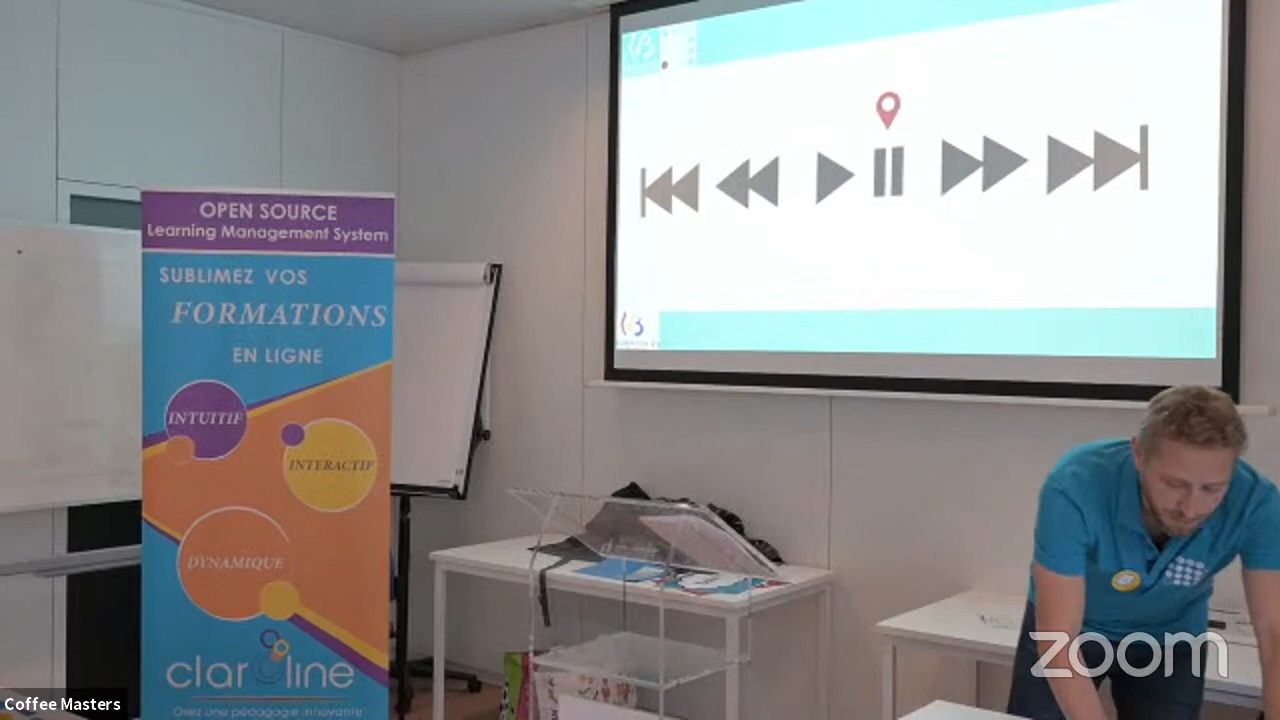 OPEN SOURCE
Learning Management System
SUBLIMEZ VOS
FORMATIONS
EN LIGNE
INTUITIF
INTERACTIF
DYNAMIQUE
claroline
Osez une pédagogie innovante
zoom
Coffee Masters